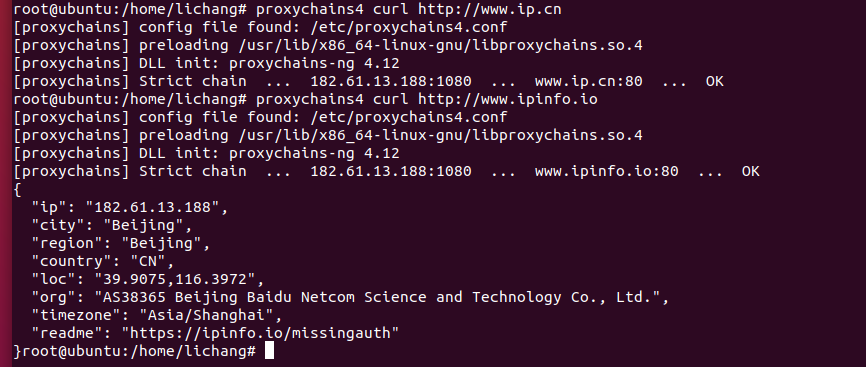 root@ubuntu:/home/lichang# proxychains4 curl http://www.ip.cn
[proxychains] config file found: /etc/proxychains4.conf
[proxychains] preloading /usr/lib/x86_64-linux-gnu/libproxychains.so.4
[proxychains] DLL init: proxychains-ng 4.12
[proxychains] Strict chain  ...  182.61.13.188:1080  ...  www.ip.cn:80  ...  OK
root@ubuntu:/home/lichang# proxychains4 curl http://www.ipinfo.io
[proxychains] config file found: /etc/proxychains4.conf
[proxychains] preloading /usr/lib/x86_64-linux-gnu/libproxychains.so.4
[proxychains] DLL init: proxychains-ng 4.12
[proxychains] Strict chain  ...  182.61.13.188:1080  ...  www.ipinfo.io:80  ...  OK
{
  "ip": "182.61.13.188",
  "city": "Beijing",
  "region": "Beijing",
  "country": "CN",
  "loc": "39.9075,116.3972",
  "org": "AS38365 Beijing Baidu Netcom Science and Technology Co., Ltd.",
  "timezone": "Asia/Shanghai",
  "readme": "https://ipinfo.io/missingauth"
}root@ubuntu:/home/lichang#